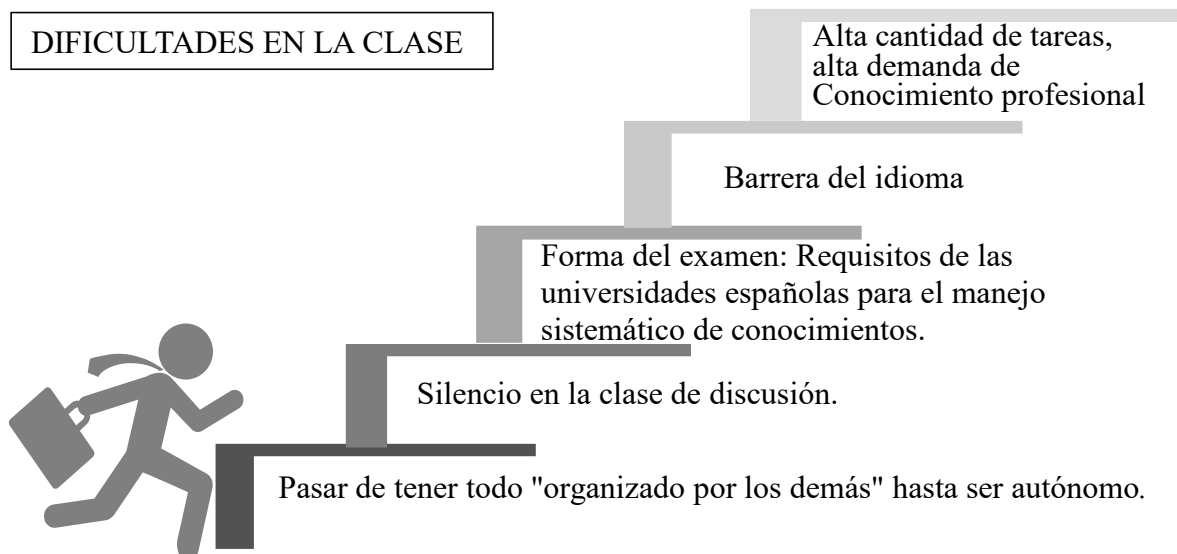 DIFICULTADES EN LA CLASE
Alta cantidad de tareas,
alta demanda de
Conocimiento profesional
Barrera del idioma
Forma del examen: Requisitos de las
universidades españolas para el manejo
sistemático de conocimientos.
Silencio en la clase de discusión.
Pasar de tener todo "organizado por los demás" hasta ser autónomo.